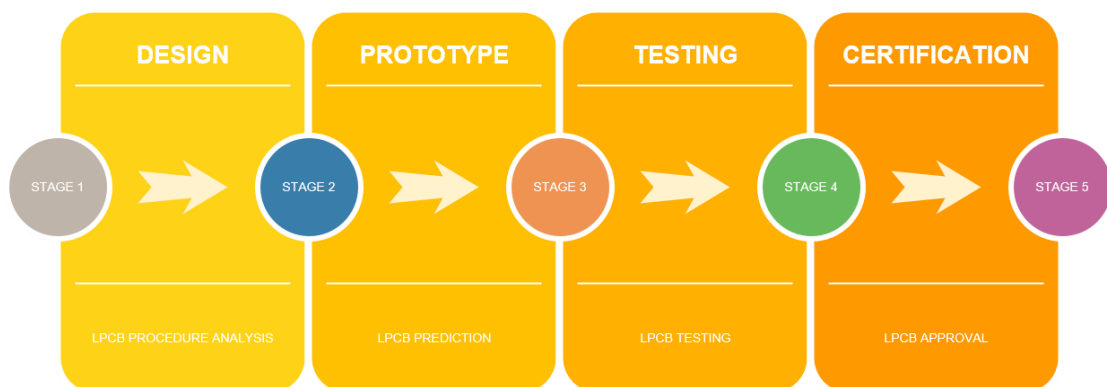 DESIGN
PROTOTYPE
TESTING
CERTIFICATION
STAGE 1
STAGE 2
STAGE 3
STAGE 4
STAGE 5
LPCB PROCEDURE ANALYSIS
LPCB PREDICTION
LPCB TESTING
LPCB APPROVAL